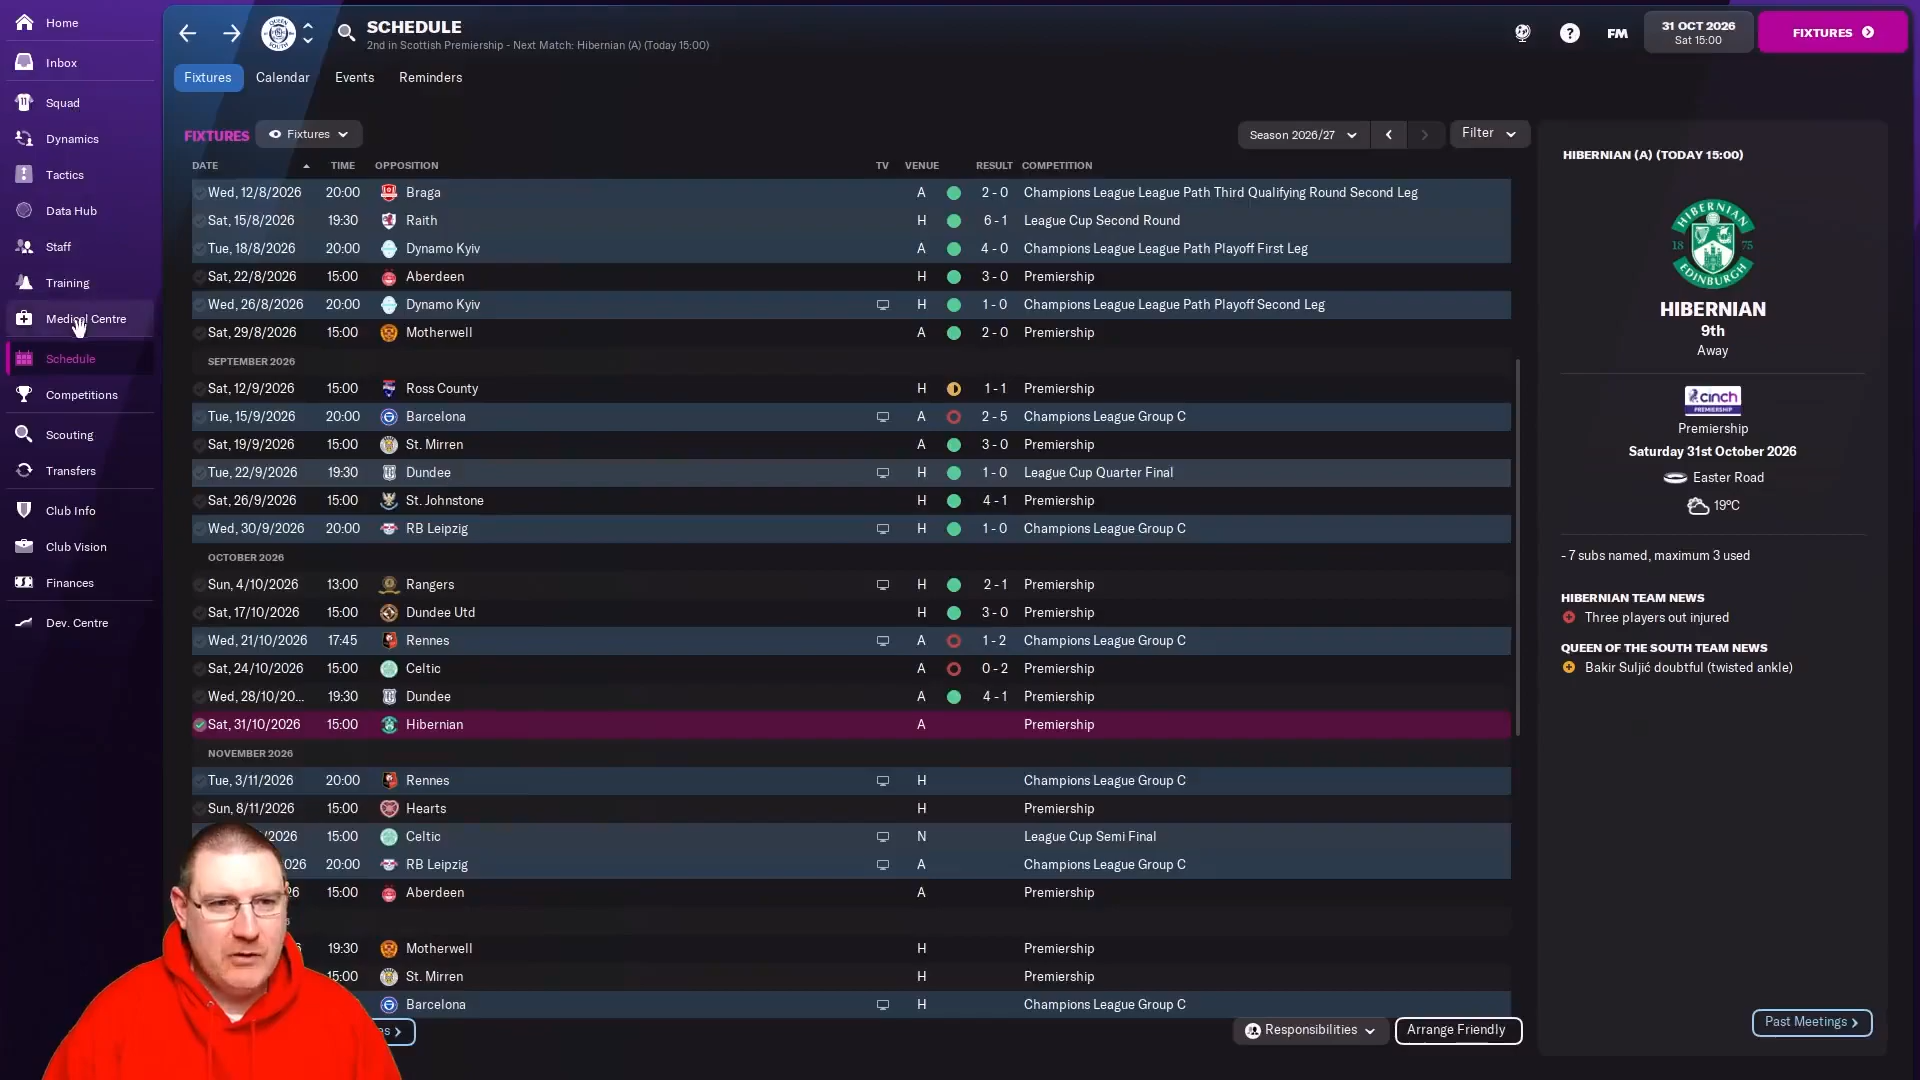 Home
Inbox
Squad
Dynamics
Tactics
Data Hub
Staff
Training
Medical Centre
Schedule
Competitions
Scouting
Transfers
Club Info
Club Vision
Finances
Dev. Centre
SCHEDULE
2nd in Scottish Premiership - Next Match: Hibernian (A) (Today 15:00)
FM
31 OCT 2026
Sat 15:00
FIXTURES
Fixtures Calendar Events Reminders
FIXTURES Fixtures Season 2026/27 Filter
DATE TIME OPPOSITION TV VENUE RESULT COMPETITION
Wed, 12/8/2026 20:00 Braga A 2 - 0 Champions League League Path Third Qualifying Round Second Leg
Sat, 15/8/2026 19:30 Raith H 6 - 1 League Cup Second Round
Tue, 18/8/2026 20:00 Dynamo Kyiv A 4 - 0 Champions League League Path Playoff First Leg
Sat, 22/8/2026 15:00 Aberdeen H 3 - 0 Premiership
Wed, 26/8/2026 20:00 Dynamo Kyiv H 1 - 0 Champions League League Path Playoff Second Leg
Sat, 29/8/2026 15:00 Motherwell A 2 - 0 Premiership
SEPTEMBER 2026
Sat, 12/9/2026 15:00 Ross County H 1 - 1 Premiership
Tue, 15/9/2026 20:00 Barcelona A 2 - 5 Champions League Group C
Sat, 19/9/2026 15:00 St. Mirren A 3 - 0 Premiership
Tue, 22/9/2026 19:30 Dundee H 1 - 0 League Cup Quarter Final
Sat, 26/9/2026 15:00 St. Johnstone H 4 - 1 Premiership
Wed, 30/9/2026 20:00 RB Leipzig H 1 - 0 Champions League Group C
OCTOBER 2026
Sun, 4/10/2026 13:00 Rangers H 2 - 1 Premiership
Sat, 17/10/2026 15:00 Dundee Utd H 3 - 0 Premiership
Wed, 21/10/2026 17:45 Rennes A 1 - 2 Champions League Group C
Sat, 24/10/2026 15:00 Celtic A 0 - 2 Premiership
Wed, 28/10/20... 19:30 Dundee A 4 - 1 Premiership
Sat, 31/10/2026 15:00 Hibernian A Premiership
NOVEMBER 2026
Tue, 3/11/2026 20:00 Rennes H Champions League Group C
Sun, 8/11/2026 15:00 Hearts H Premiership
/2026 15:00 Celtic N League Cup Semi Final
026 20:00 RB Leipzig A Champions League Group C
26 15:00 Aberdeen A Premiership
19:30 Motherwell H Premiership
15:00 St. Mirren H Premiership
Barcelona H Champions League Group C
es
Responsibilities Arrange Friendly
HIBERNIAN (A) (TODAY 15:00)
HIBERNIAN
18 75
EDINBURGH
HIBERNIAN
9th
Away
cinch
PREMIERSHIP
Premiership
Saturday 31st October 2026
Easter Road
19ºC
- 7 subs named, maximum 3 used
HIBERNIAN TEAM NEWS
Three players out injured
QUEEN OF THE SOUTH TEAM NEWS
Bakir Suljić doubtful (twisted ankle)
Past Meetings